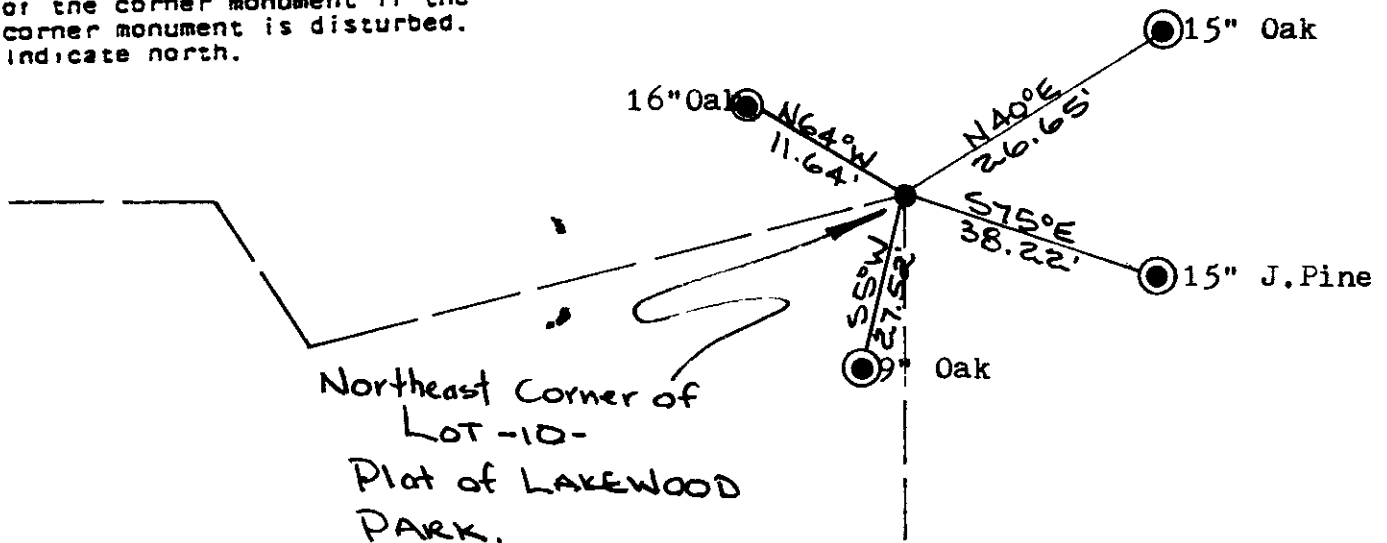 of the corner monument if the
corner monument is disturbed.
Indicate north.
15" Oak
16" Oak
N64°W
11.64'
N40°E
26.65'
S75°E
38.22'
15" J.Pine
S5°W
27.52'
9" Oak
Northeast Corner of
LOT -10-
Plat of LAKEWOOD
PARK.